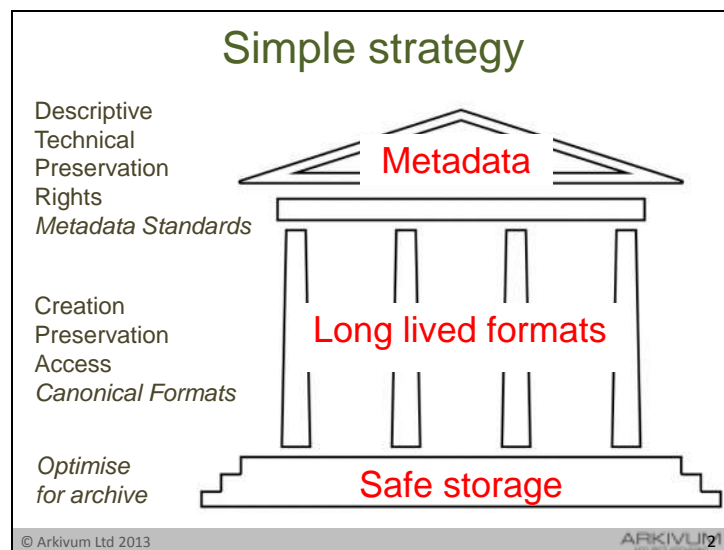 Simple strategy
Descriptive
Technical
Preservation
Rights
Metadata Standards
Metadata
Creation
Preservation
Access
Canonical Formats
Long lived formats
Optimise
for archive
Safe storage
© Arkivum Ltd 2013
ARKIVUM
2